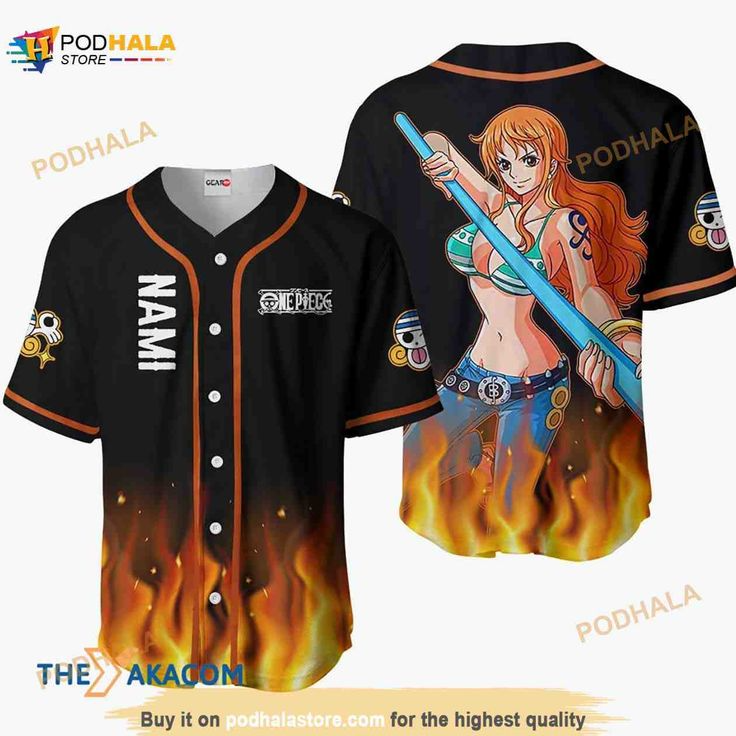 PODHALA
STORE
PODHALA
PODHALA
GEAR
NAMI
ONE PIECE
B
PODHALA
PODHALA
THE AKACOM
Buy it on podhalastore.com for the highest quality